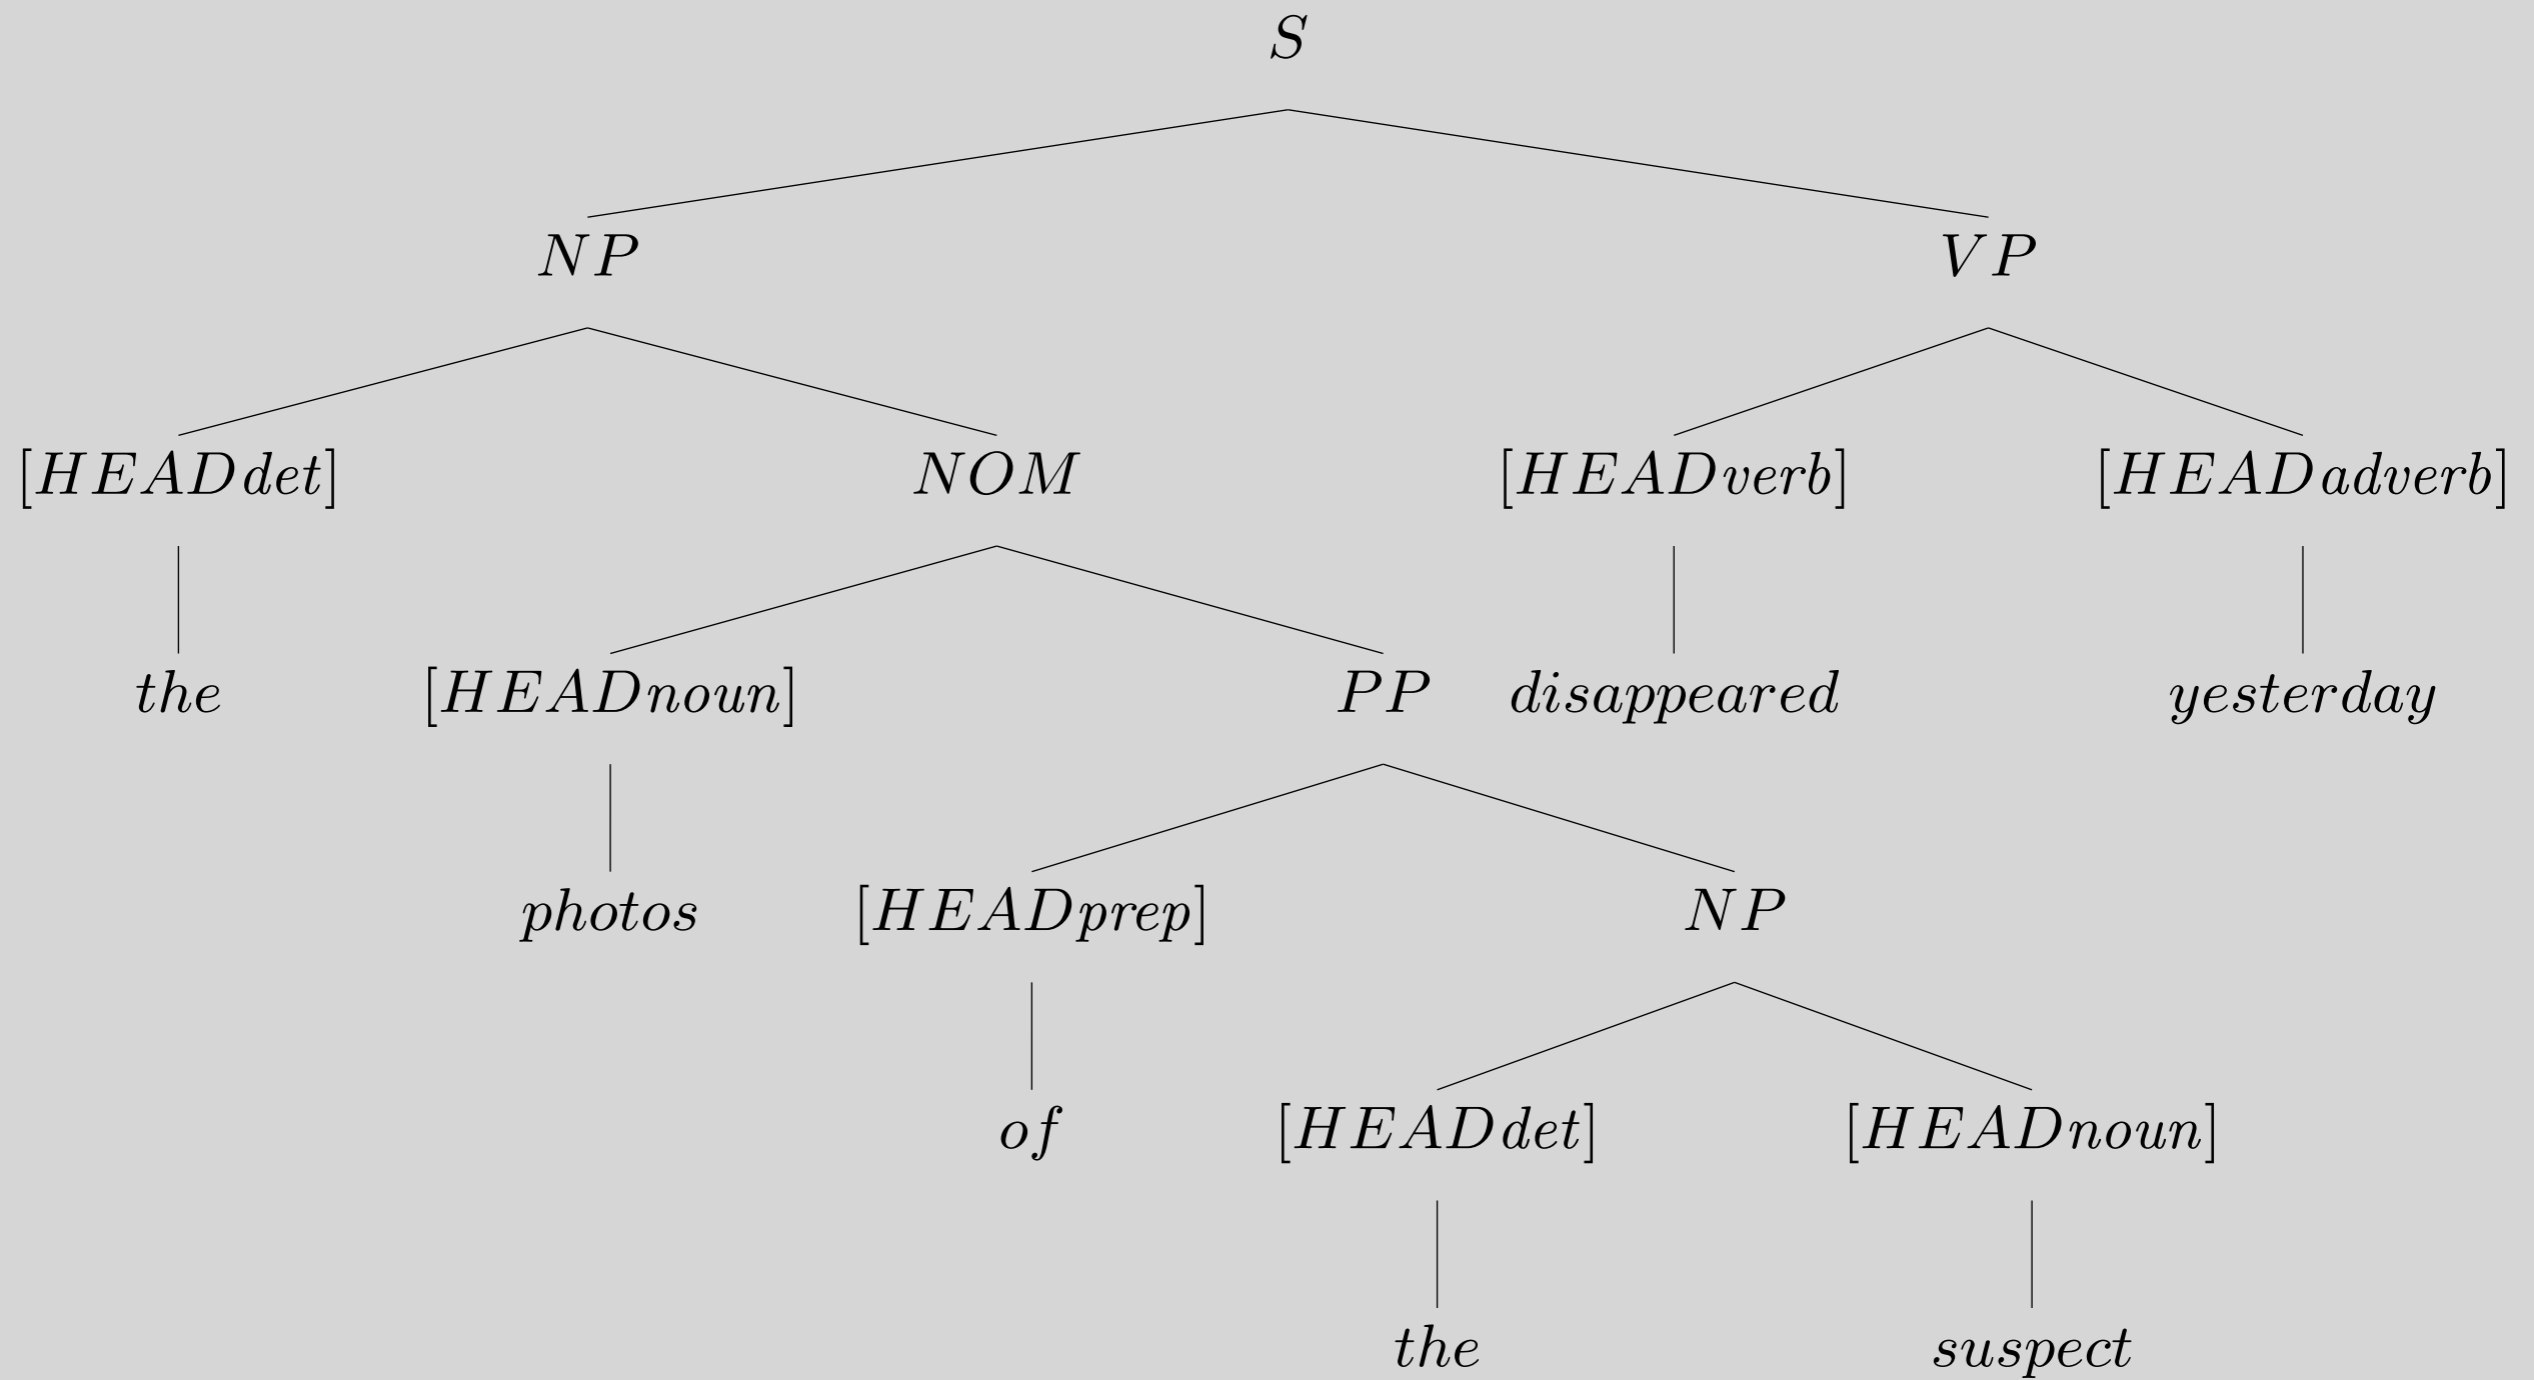 S
NP VP
[HEADdet] NOM [HEADverb] [HEADadverb]
the [HEADnoun] PP disappeared yesterday
photos [HEADprep] NP
of [HEADdet] [HEADnoun]
the suspect